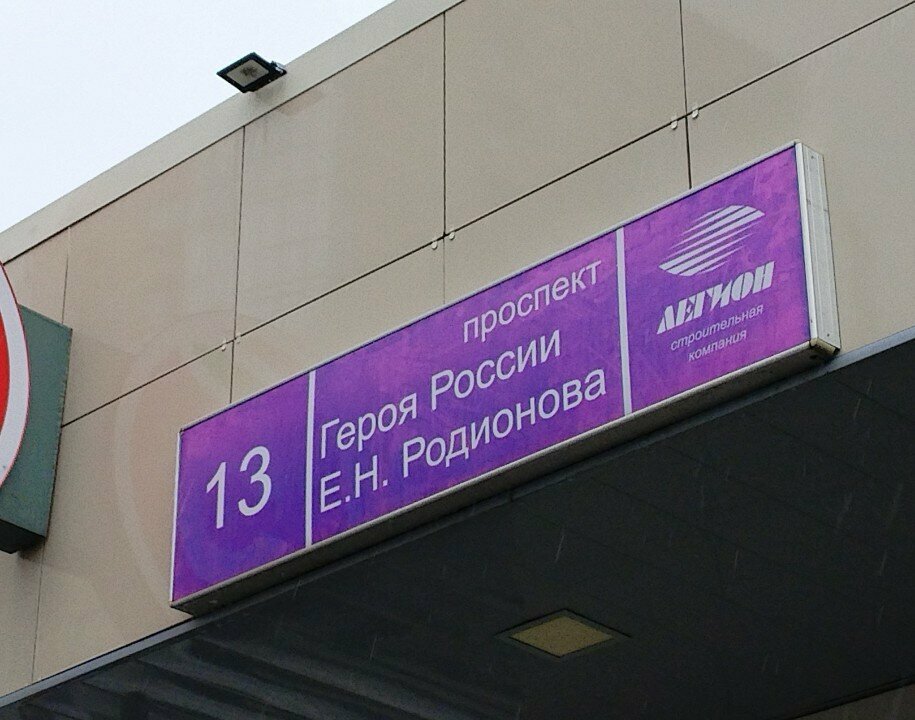 13
проспект
Героя России
Е.Н. Родионова
ЛЕГИОН
строительная
компания